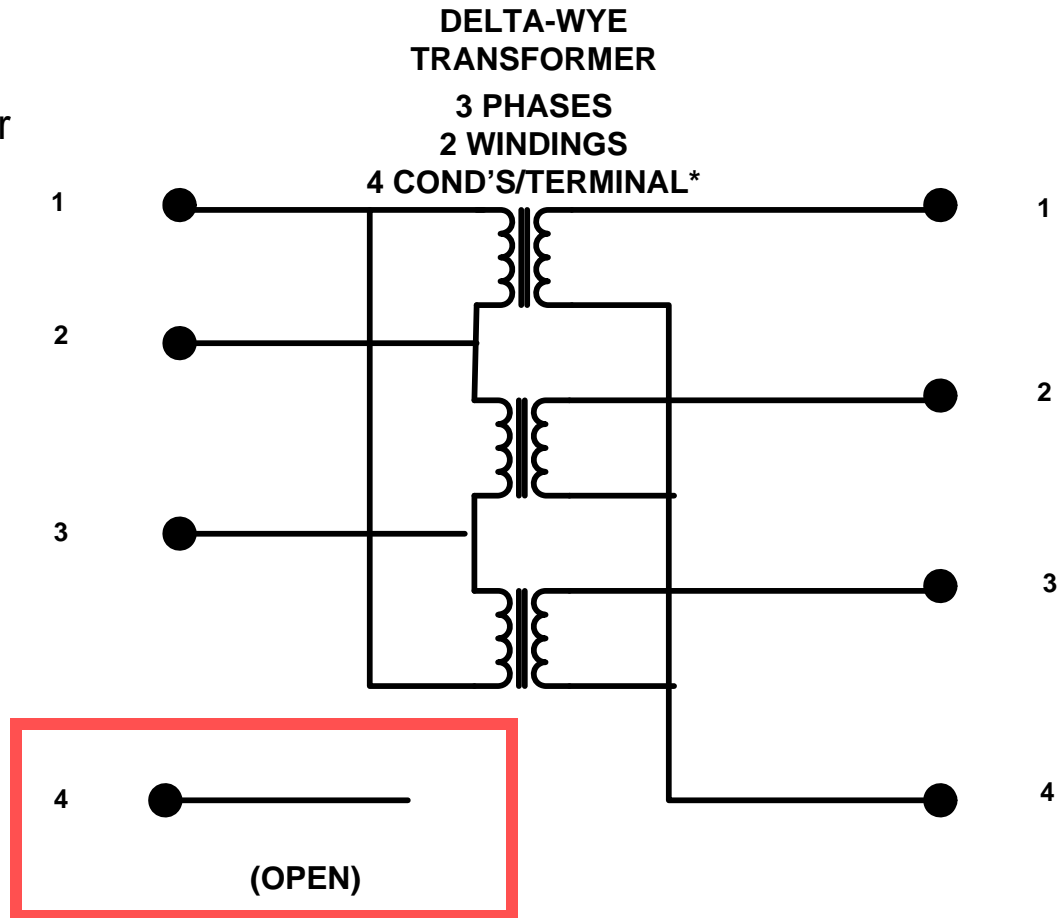 DELTA-WYE
TRANSFORMER
3 PHASES
r
2 WINDINGS
4 COND'S/TERMINAL*
1
1
2
2
3
3
4
4
(OPEN)